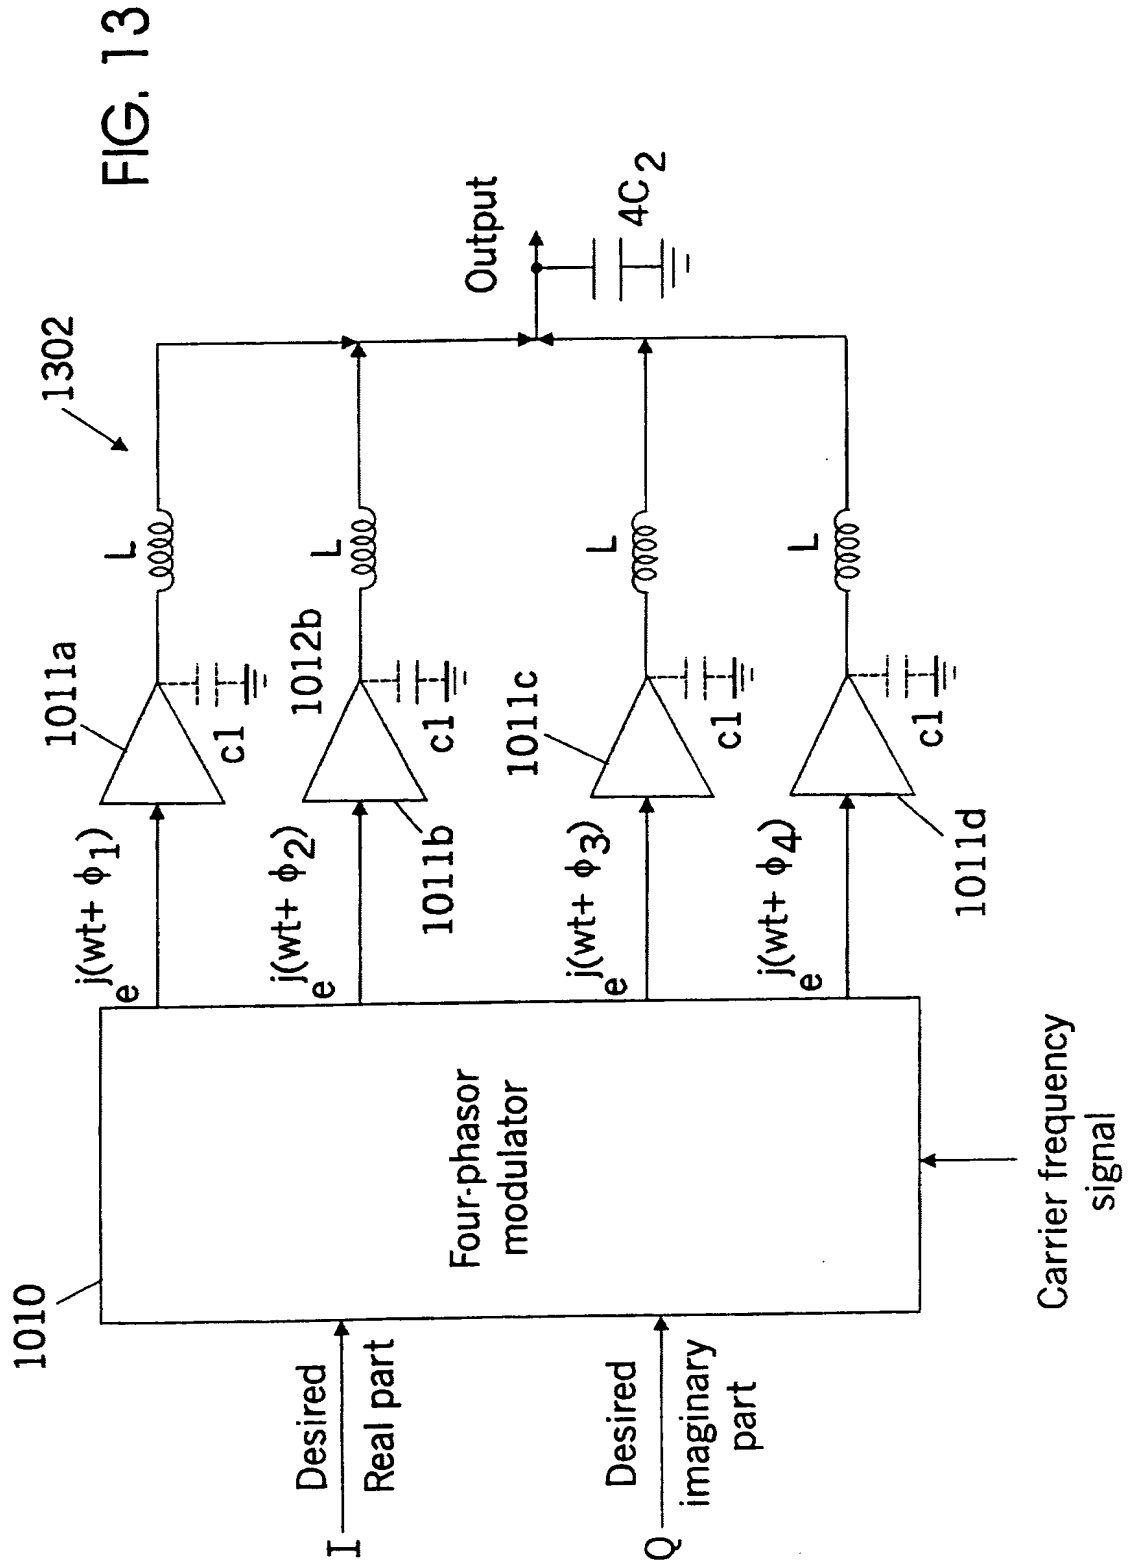 FIG. 13
1302
1010
Four-phasor
modulator
I
Desired
Real part
Q
Desired
imaginary
part
Carrier frequency
signal
e j(wt+ ϕ1)
1011a
c1
L
e j(wt+ ϕ2)
1011b
1012b
c1
L
e j(wt+ ϕ3)
1011c
c1
L
e j(wt+ ϕ4)
1011d
c1
L
Output
4C2